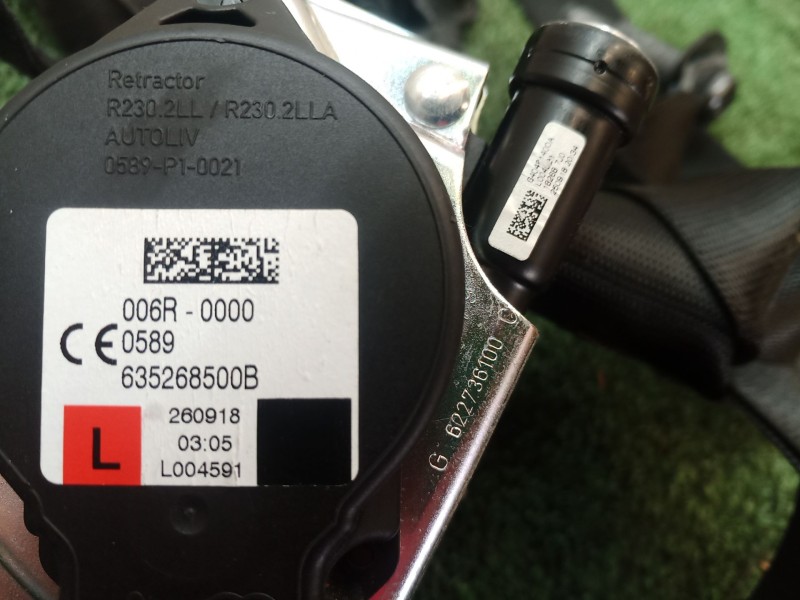 Retractor
R230.2LL / R230.2LLA
AUTOLIV
0589-P1-0021
006R - 0000
CE 0589
635268500B
L
260918
03:05
L004591
G 622736100 C